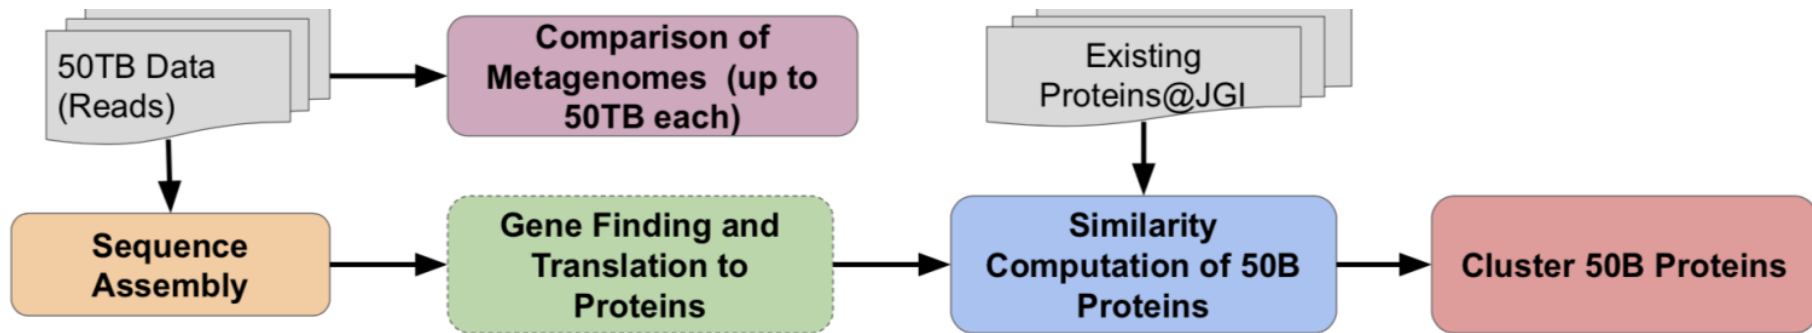 50TB Data
(Reads)
Comparison of
Metagenomes (up to
50TB each)
Existing
Proteins@JGI
Sequence
Assembly
Gene Finding and
Translation to
Proteins
Similarity
Computation of 50B
Proteins
Cluster 50B Proteins